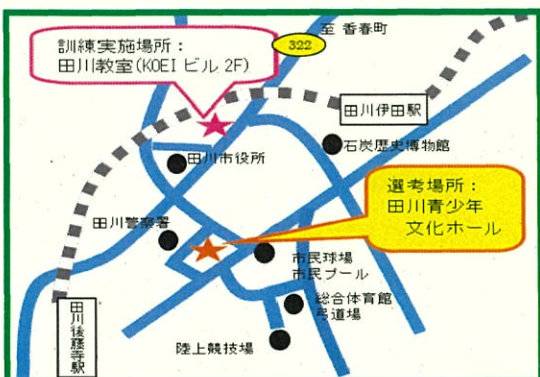 訓練実施場所：
田川教室(KOEIビル 2F)
322
至 香春町
田川伊田駅
石炭歴史博物館
田川市役所
選考場所：
田川青少年
文化ホール
田川警察署
市民球場
市民プール
総合体育館
弓道場
田川後藤寺駅
陸上競技場